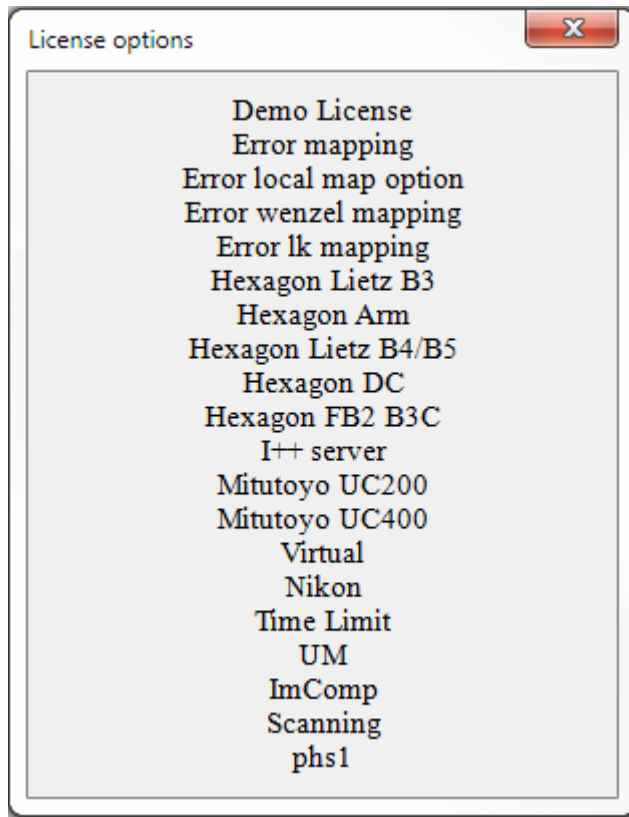 License options
Demo License
Error mapping
Error local map option
Error wenzel mapping
Error lk mapping
Hexagon Lietz B3
Hexagon Arm
Hexagon Lietz B4/B5
Hexagon DC
Hexagon FB2 B3C
I++ server
Mitutoyo UC200
Mitutoyo UC400
Virtual
Nikon
Time Limit
UM
ImComp
Scanning
phs1